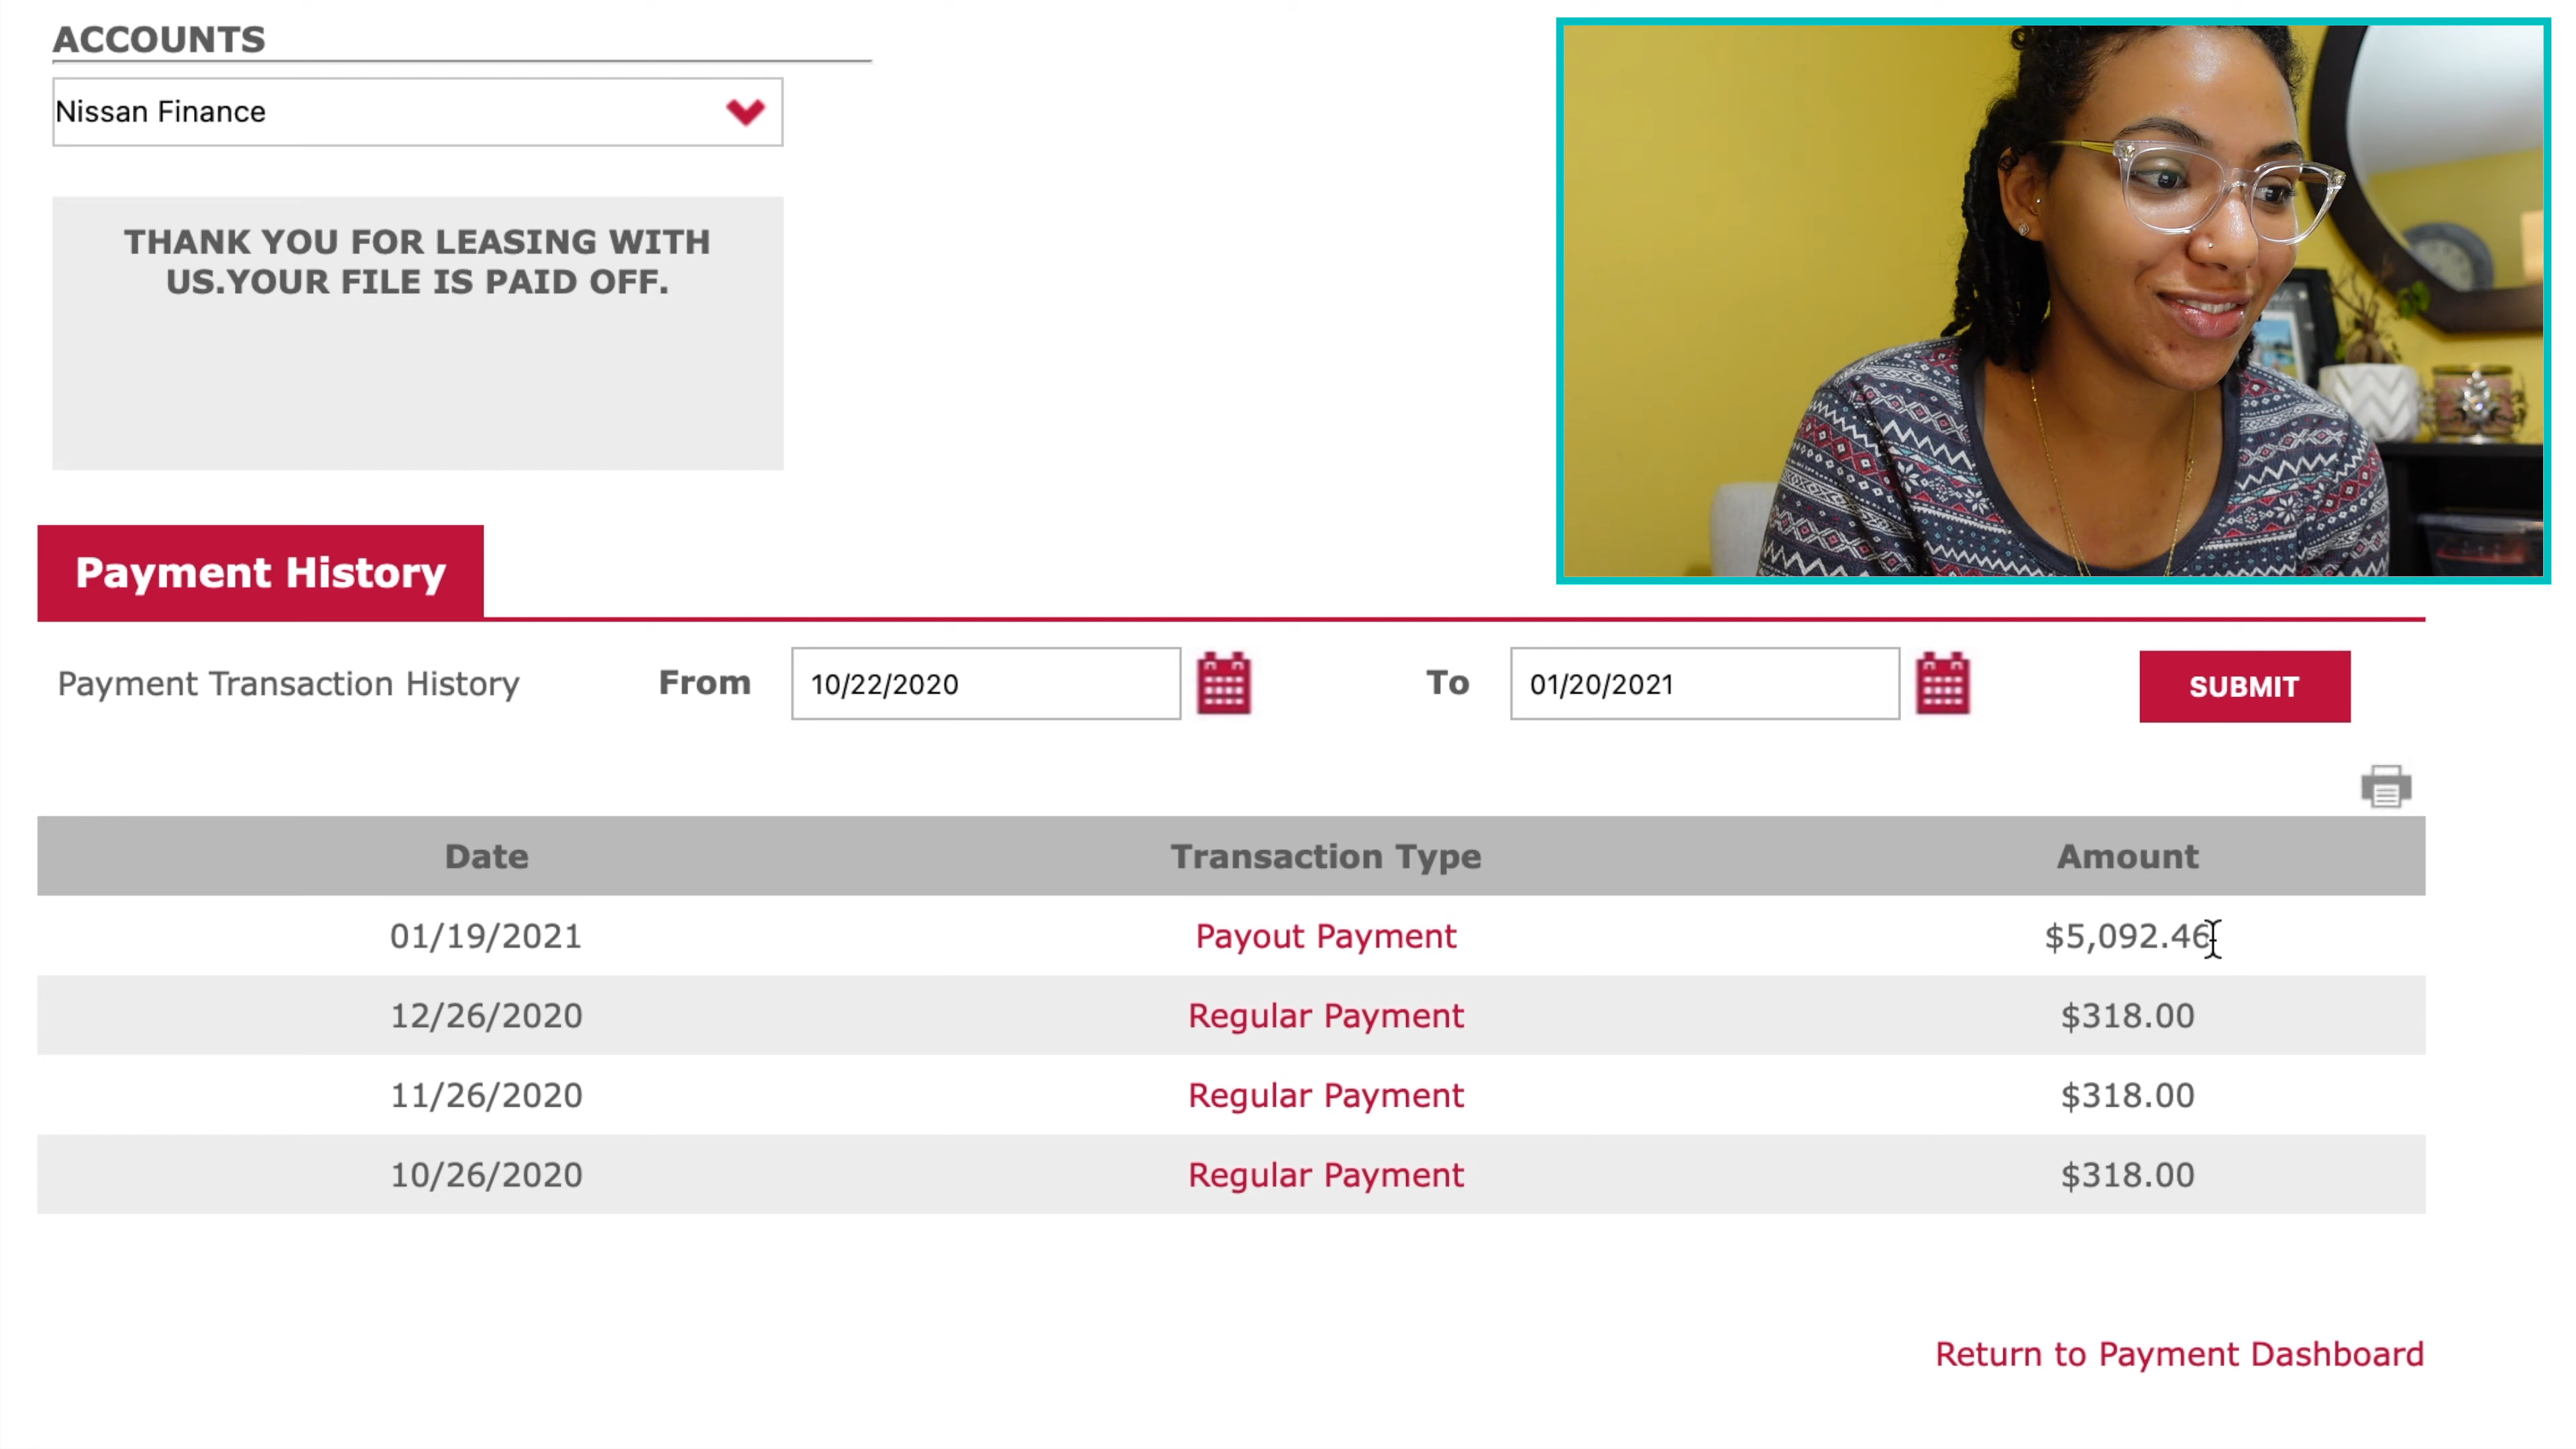 ACCOUNTS
Nissan Finance
THANK YOU FOR LEASING WITH
US.YOUR FILE IS PAID OFF.
Payment History
Payment Transaction History From 10/22/2020 To 01/20/2021 SUBMIT
Date Transaction Type Amount
01/19/2021 Payout Payment $5,092.46
12/26/2020 Regular Payment $318.00
11/26/2020 Regular Payment $318.00
10/26/2020 Regular Payment $318.00
Return to Payment Dashboard